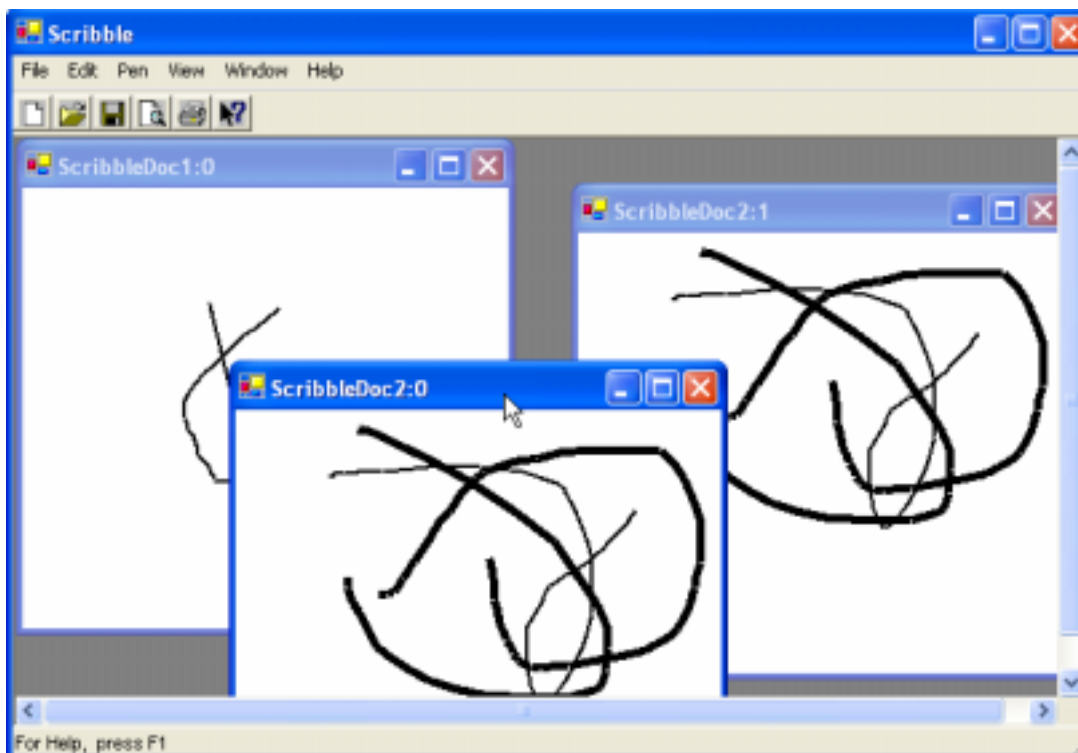 Scribble
File Edit Pen View Window Help
ScribbleDoc1:0
ScribbleDoc2:1
ScribbleDoc2:0
For Help, press F1